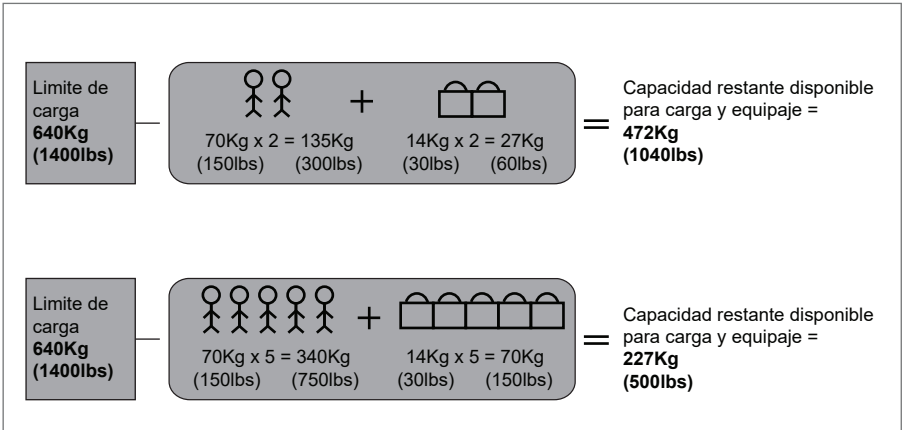 Limite de
carga
640Kg
(1400lbs)
70Kg x 2 = 135Kg
(150lbs) (300lbs)
+
14Kg x 2 = 27Kg
(30lbs) (60lbs)
=
Capacidad restante disponible
para carga y equipaje =
472Kg
(1040lbs)
Limite de
carga
640Kg
(1400lbs)
70Kg x 5 = 340Kg
(150lbs) (750lbs)
+
14Kg x 5 = 70Kg
(30lbs) (150lbs)
=
Capacidad restante disponible
para carga y equipaje =
227Kg
(500lbs)